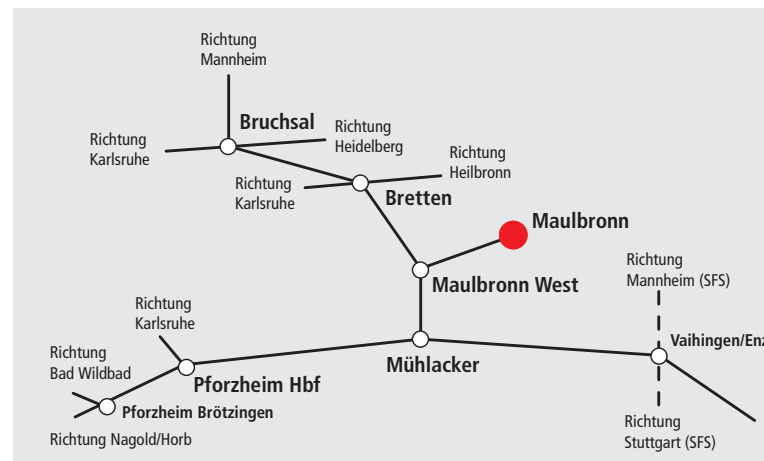 Richtung
Mannheim
Bruchsal
Richtung
Karlsruhe
Richtung
Heidelberg
Richtung
Heilbronn
Richtung
Karlsruhe
Bretten
Maulbronn
Maulbronn West
Richtung
Mannheim (SFS)
Richtung
Karlsruhe
Vaihingen/Enz
Mühlacker
Richtung
Bad Wildbad
Pforzheim Hbf
Pforzheim Brötzingen
Richtung Nagold/Horb
Richtung
Stuttgart (SFS)